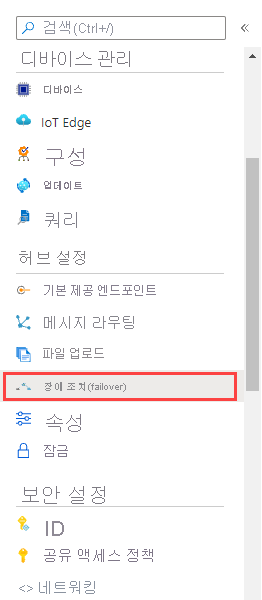 검색(Ctrl+/)
디바이스 관리
디바이스
IoT Edge
구성
업데이트
쿼리
허브 설정
기본 제공 엔드포인트
메시지 라우팅
파일 업로드
장애 조치(failover)
속성
잠금
보안 설정
ID
공유 액세스 정책
<> 네트워킹